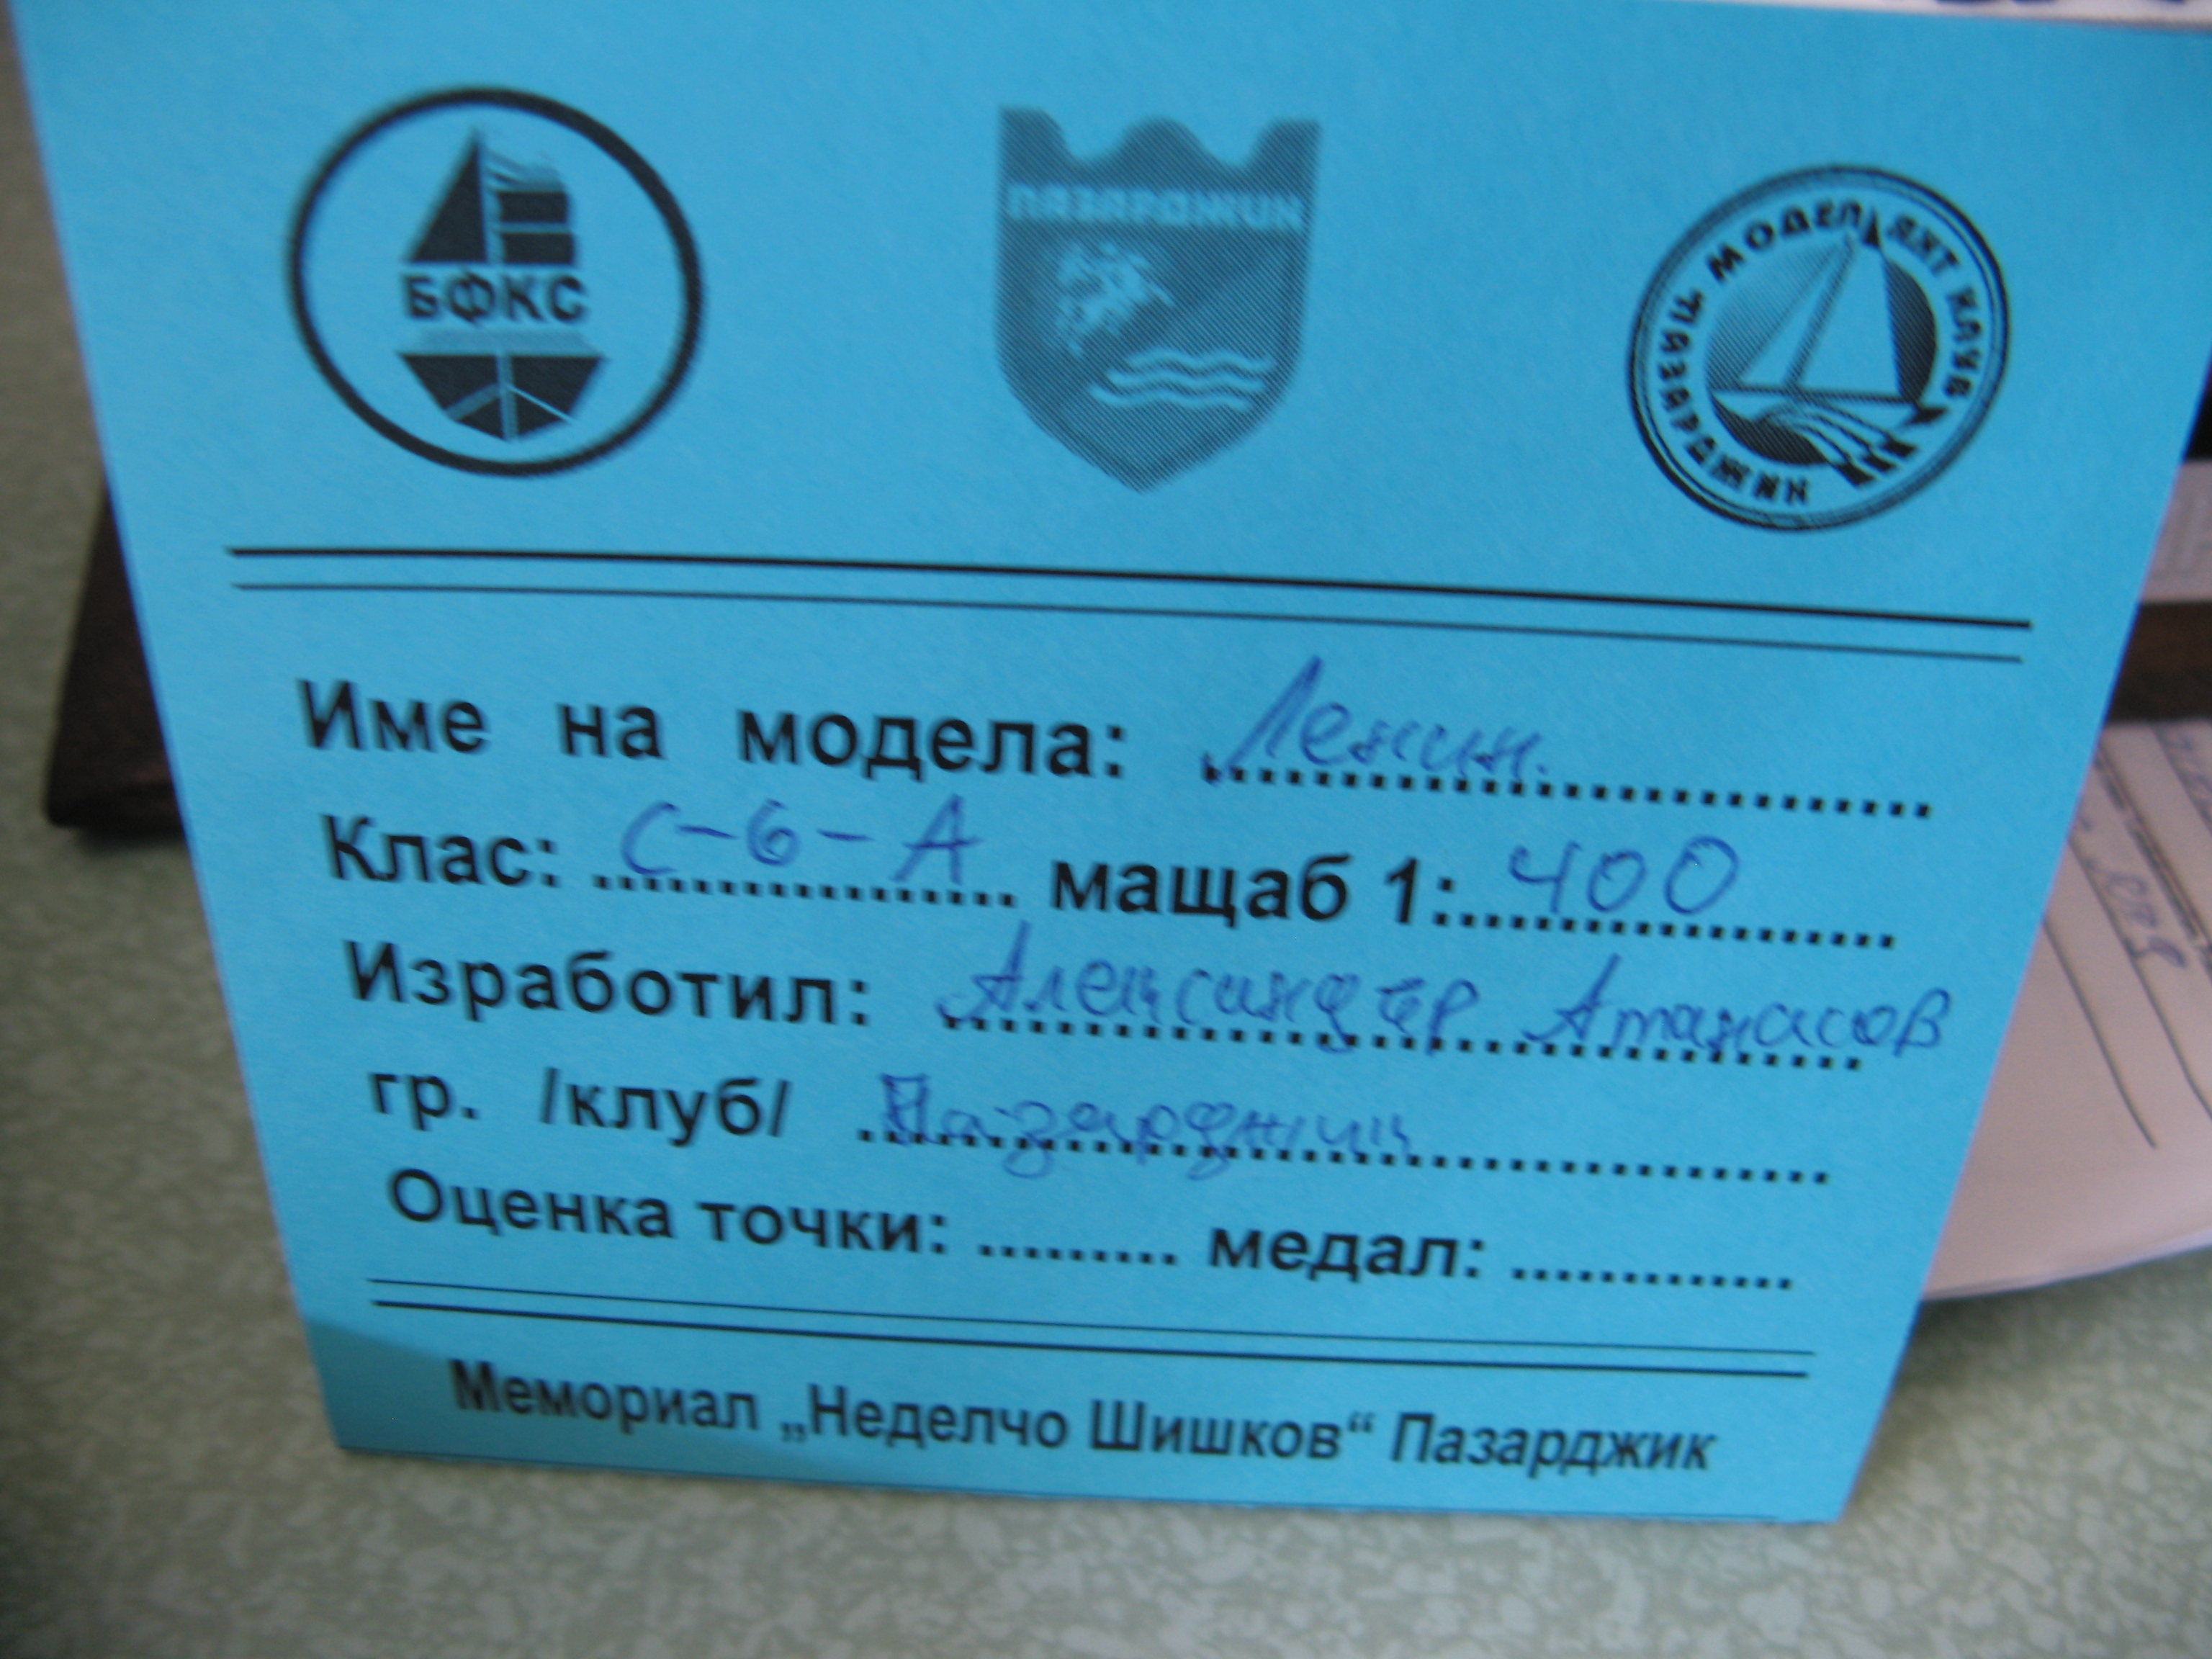 БФКС
ПАЗАРДЖИК
МОДЕЛ ЯХТ КЛУБ
ПАЗАРДЖИК
Име на модела: Ленин.
Клас: С-6-А мащаб 1: 400
Изработил: Александър Атанасов
гр. /клуб/ Пазарджик
Оценка точки: ......... медал: .............
Мемориал „Неделчо Шишков“ Пазарджик